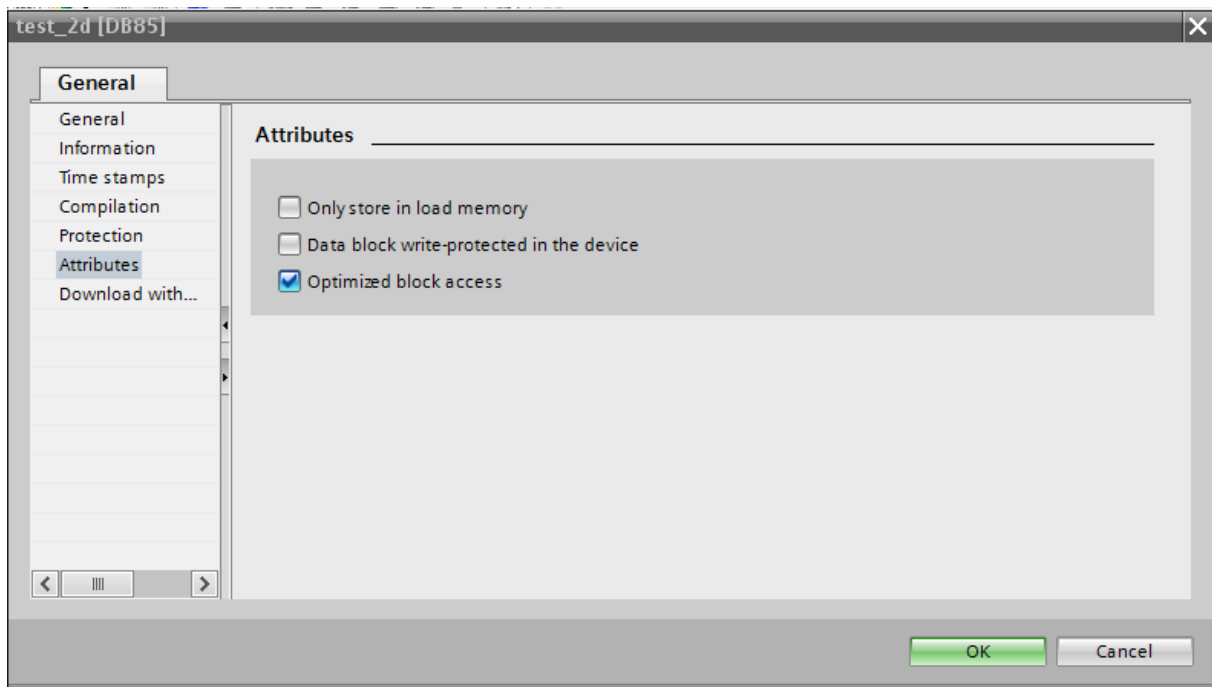 test_2d [DB85]
General
General
Information
Time stamps
Compilation
Protection
Attributes
Download with...
Attributes
Only store in load memory
Data block write-protected in the device
Optimized block access
OK
Cancel